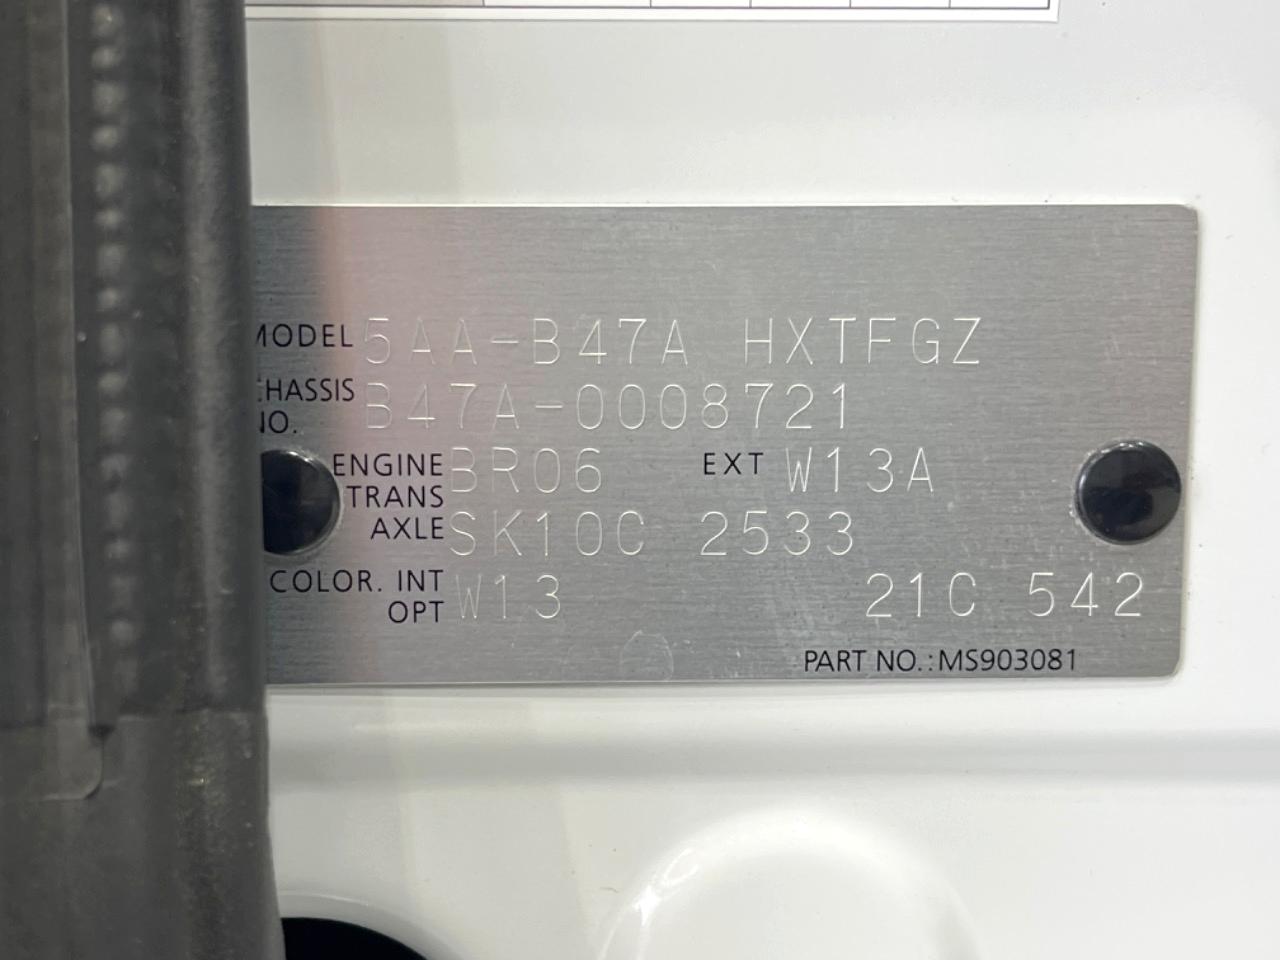 MODEL 5AA-B47A HXTFGZ
CHASSIS NO. B47A-0008721
ENGINE BR06 EXT W13A
TRANS AXLE SK10C 2533
COLOR. INT OPT W13 21C 542
PART NO.: MS903081